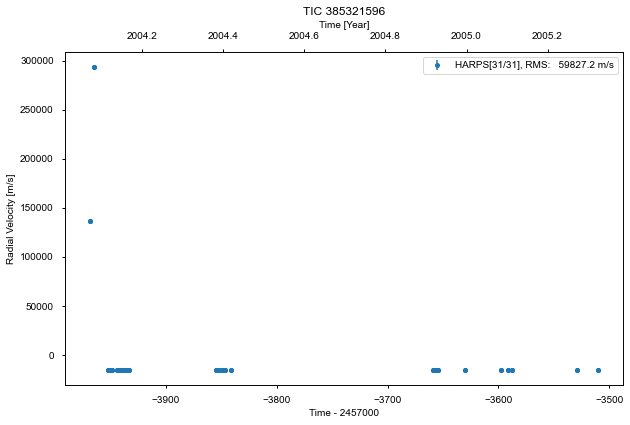 TIC 385321596
Time [Year]
2004.2 2004.4 2004.6 2004.8 2005.0 2005.2
HARPS[31/31], RMS: 59827.2 m/s
300000
250000
200000
150000
100000
50000
0
Radial Velocity [m/s]
−3900 −3800 −3700 −3600 −3500
Time - 2457000